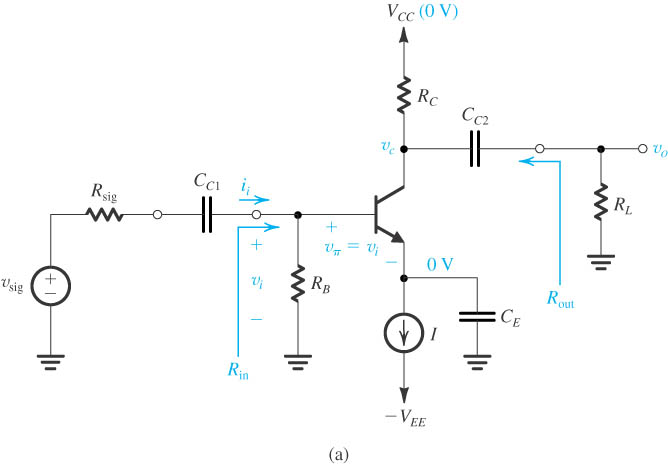 V_CC (0 V)
R_C
C_C2
v_c
v_o
R_sig
C_C1
i_i
R_L
+
+
v_π = v_i
−
0 V
v_sig
+
−
v_i
−
R_B
R_out
I
C_E
R_in
−V_EE
(a)